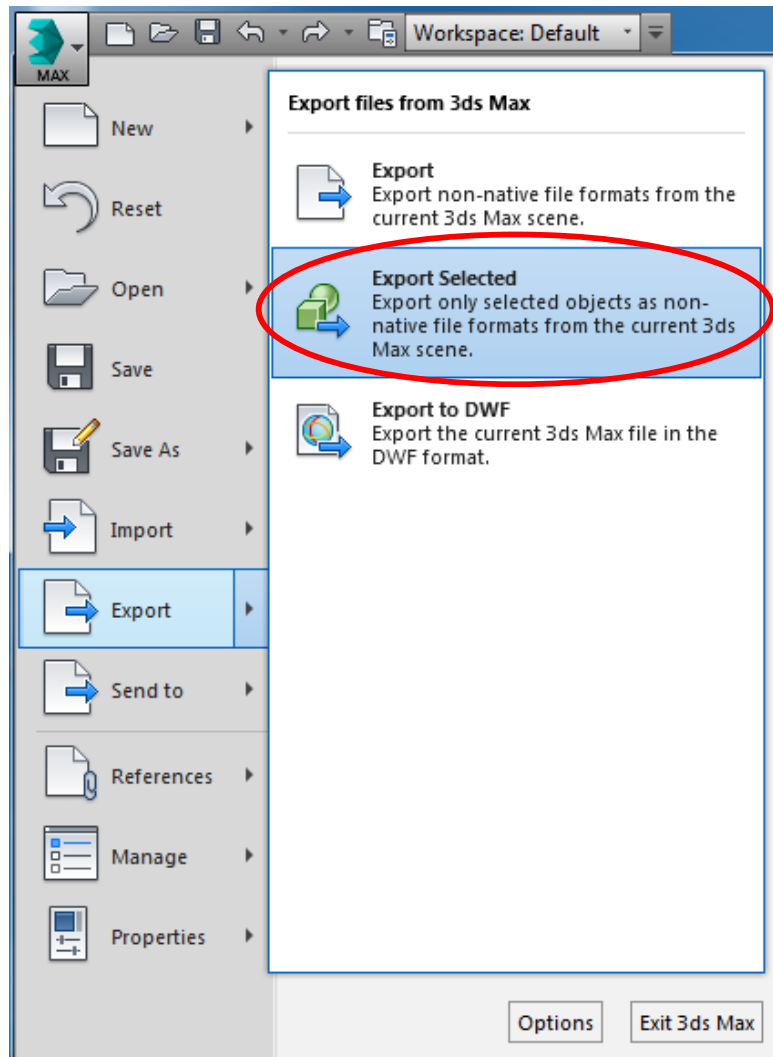 Workspace: Default
MAX
New
Reset
Open
Save
Save As
Import
Export
Send to
References
Manage
Properties
Export files from 3ds Max
Export
Export non-native file formats from the
current 3ds Max scene.
Export Selected
Export only selected objects as non-
native file formats from the current 3ds
Max scene.
Export to DWF
Export the current 3ds Max file in the
DWF format.
Options
Exit 3ds Max